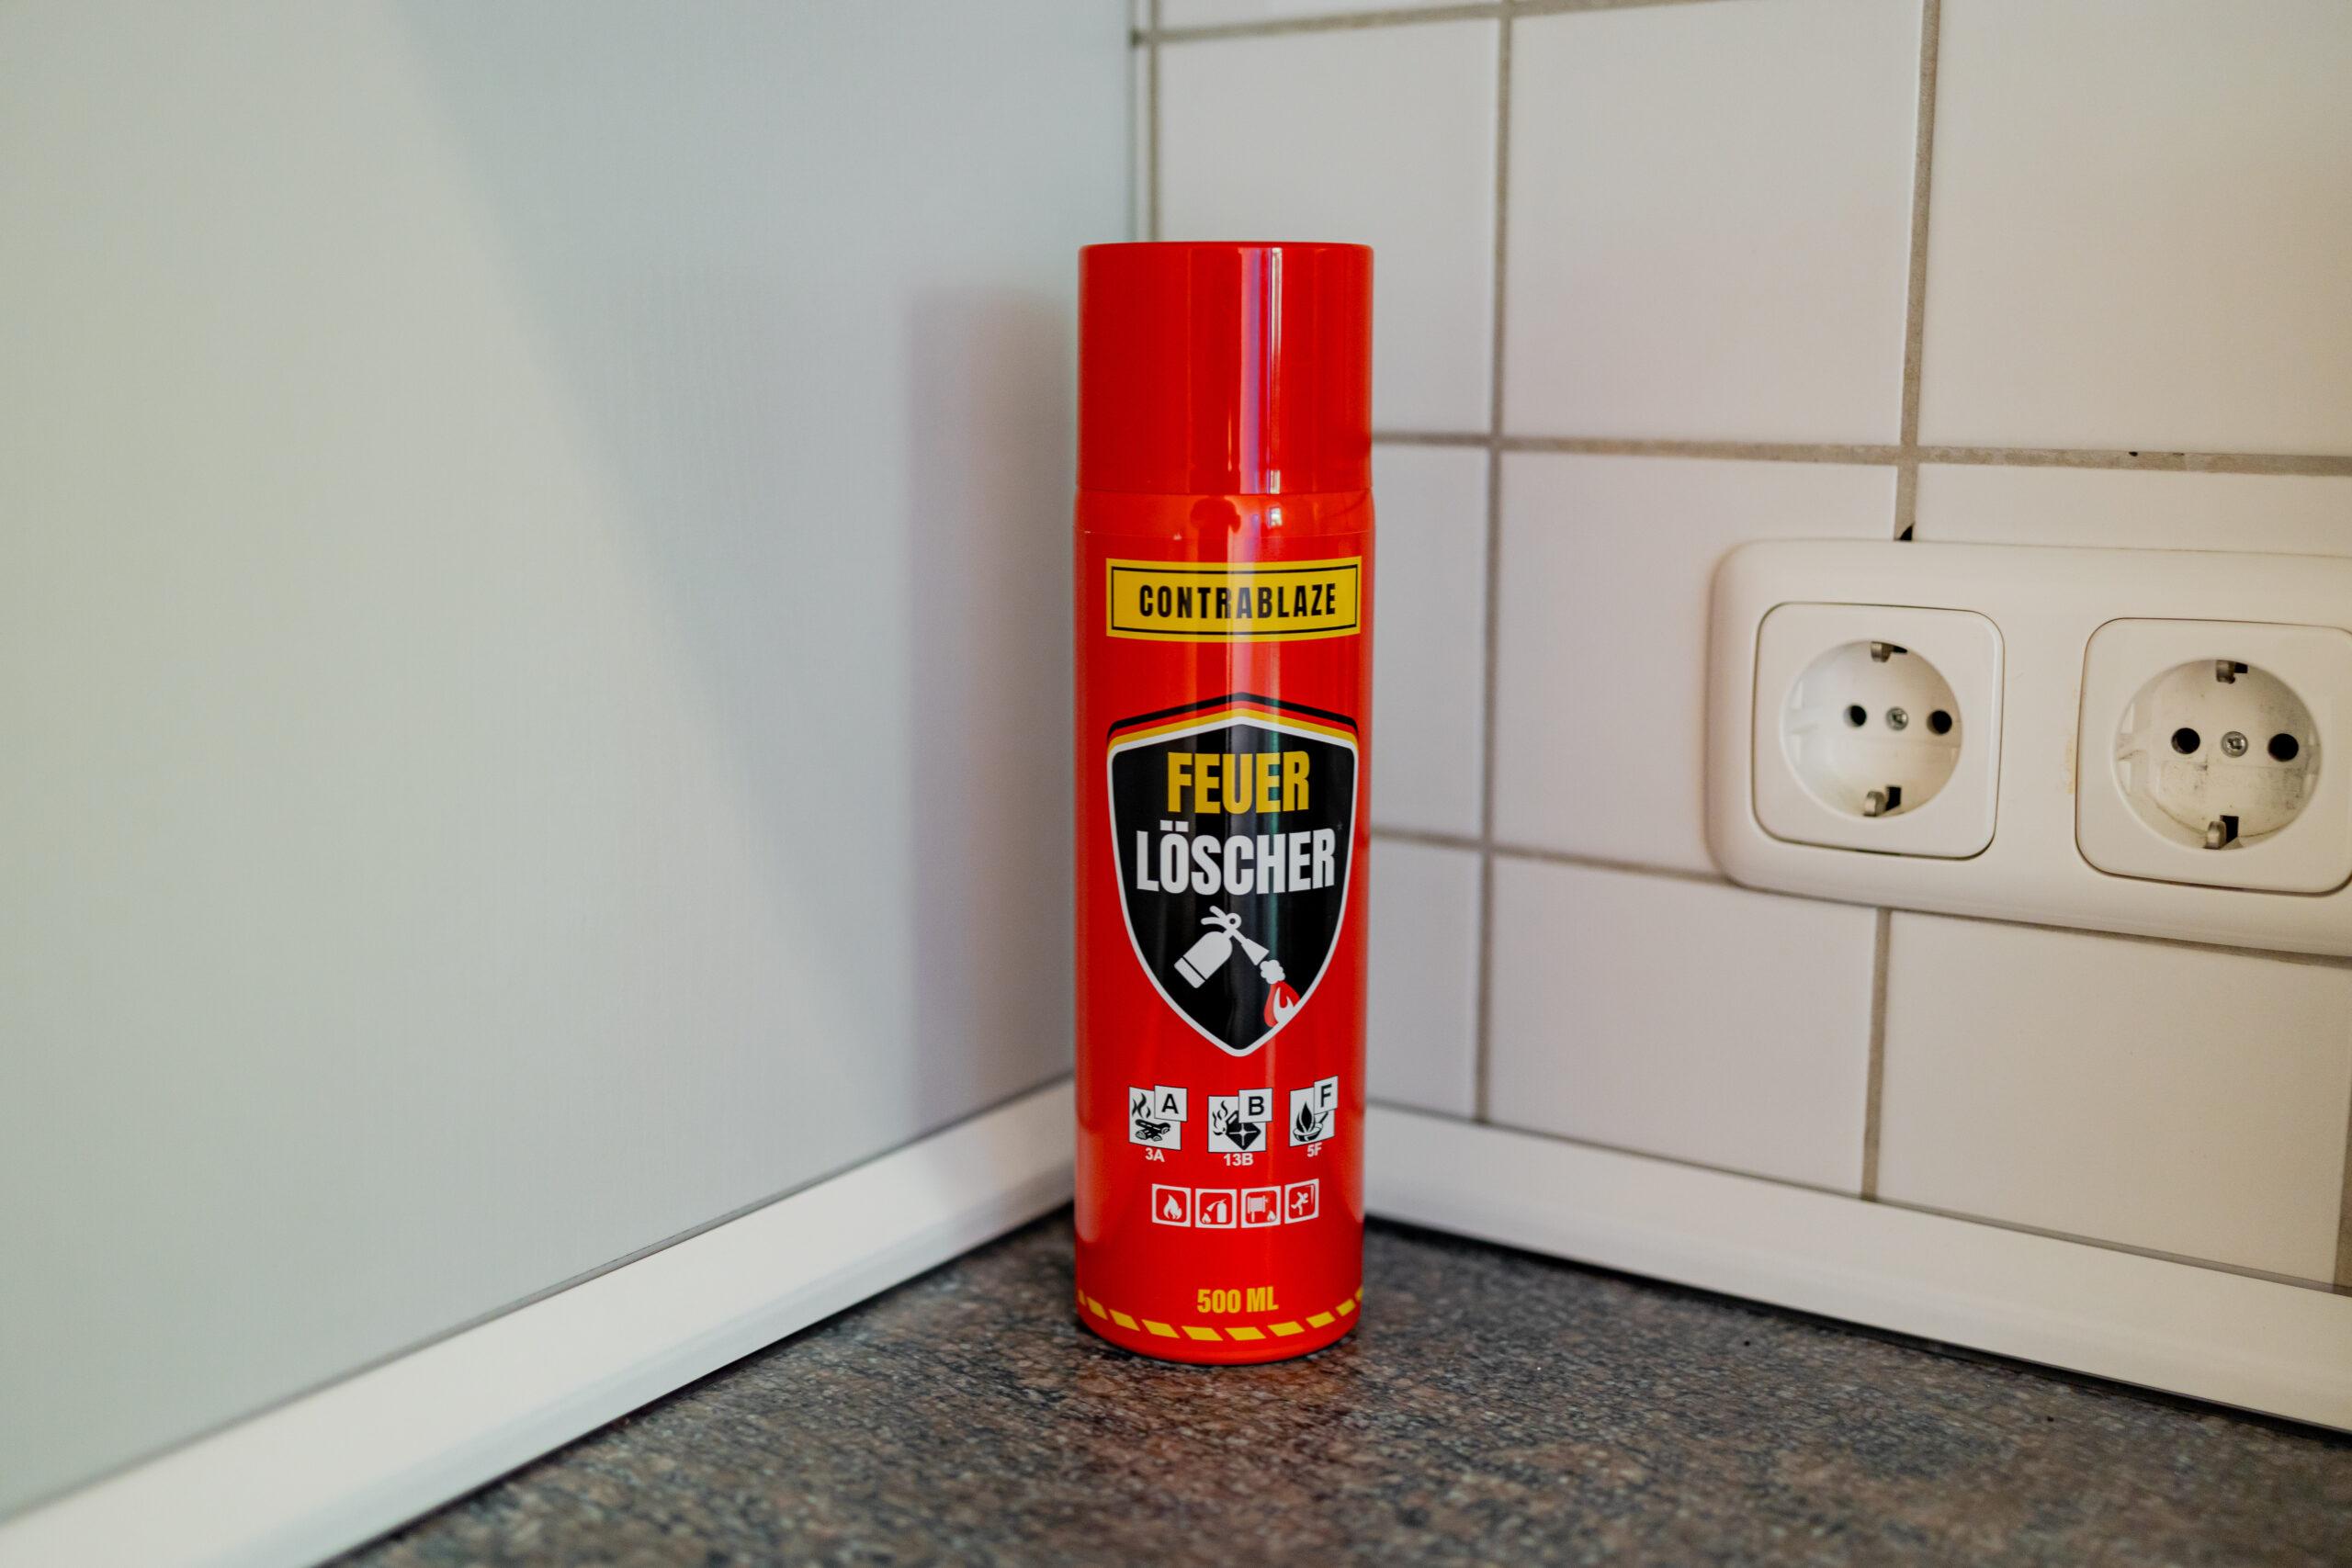 CONTRABLAZE
FEUER
LÖSCHER
A B F
3A 13B 5F
500 ML